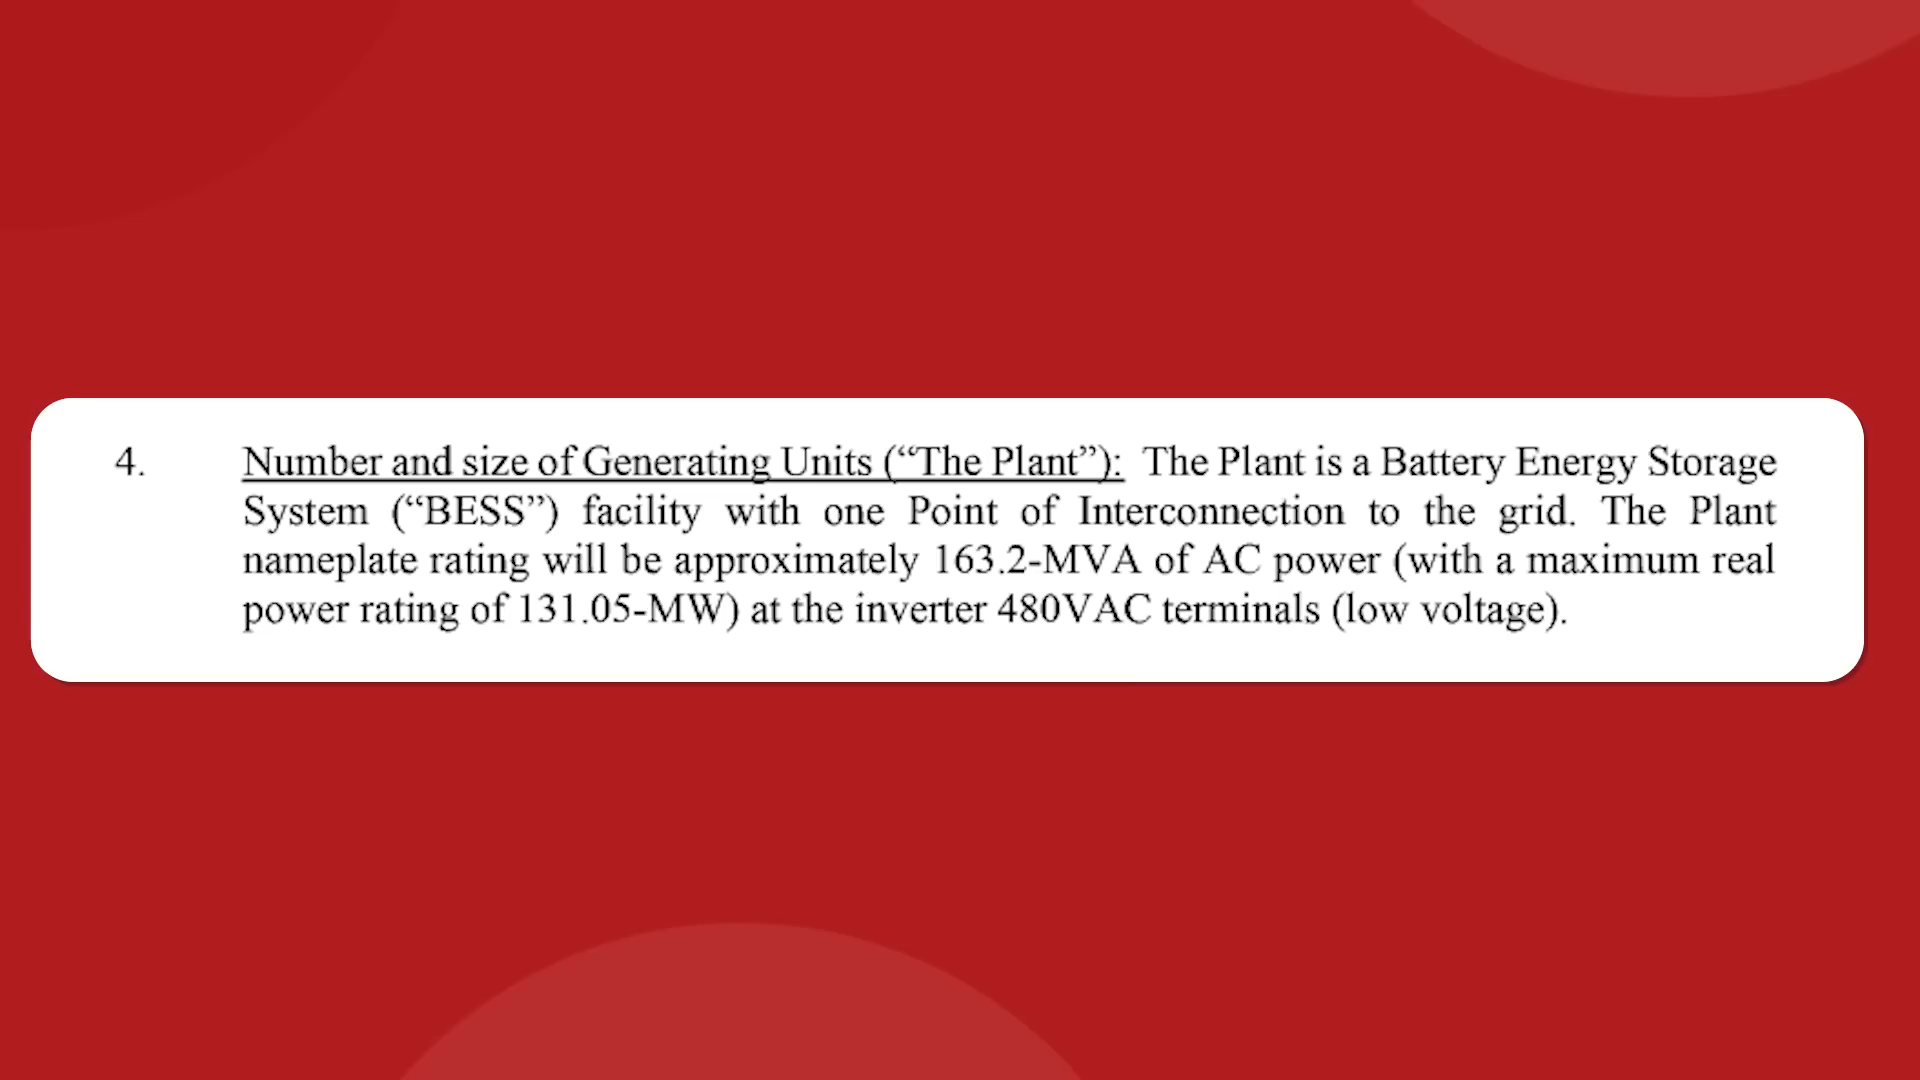 4. Number and size of Generating Units (“The Plant”): The Plant is a Battery Energy Storage
System (“BESS”) facility with one Point of Interconnection to the grid. The Plant
nameplate rating will be approximately 163.2-MVA of AC power (with a maximum real
power rating of 131.05-MW) at the inverter 480VAC terminals (low voltage).